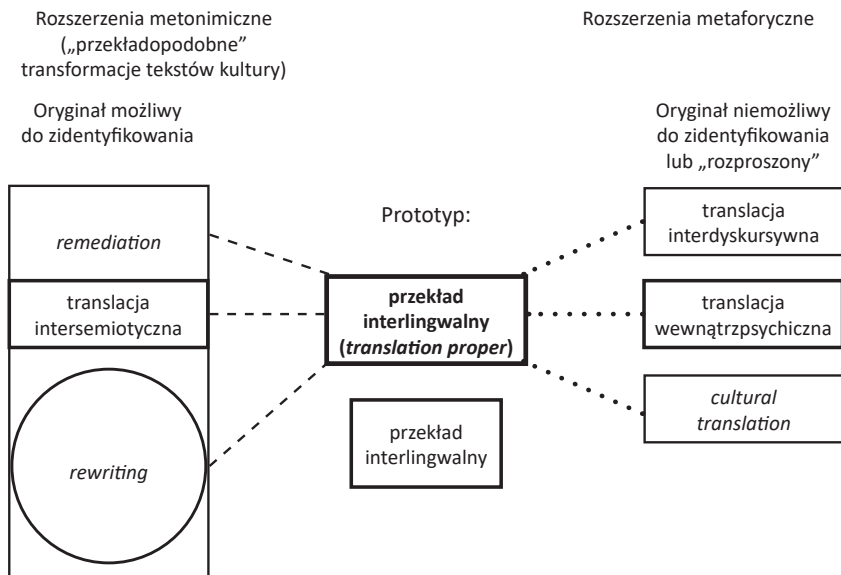 Rozszerzenia metonimiczne
(„przekładopodobne”
transformacje tekstów kultury)
Oryginał możliwy
do zidentyfikowania
remediation
translacja
intersemiotyczna
rewriting
Prototyp:
przekład
interlingwalny
(translation proper)
przekład
interlingwalny
Rozszerzenia metaforyczne
Oryginał niemożliwy
do zidentyfikowania
lub „rozproszony”
translacja
interdyskursywna
translacja
wewnątrzpsychiczna
cultural
translation